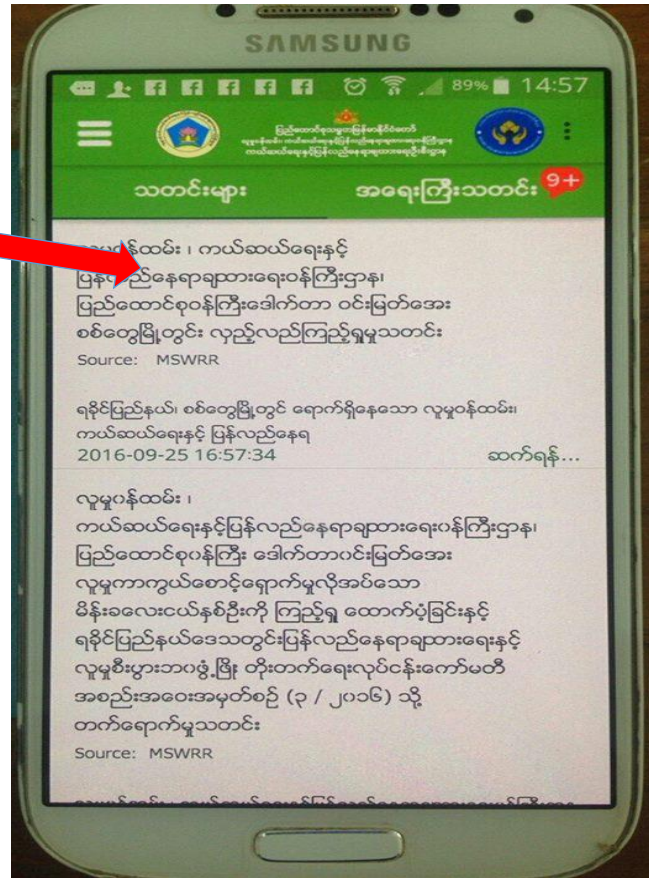 SAMSUNG
89% 14:57
ပြည်ထောင်စုသမ္မတမြန်မာနိုင်ငံတော်
သတင်းများ
အရေးကြီးသတင်း 9+
ကယ်ဆယ်ရေးနှင့်
ပြည်ထောင်စုဝန်ကြီးဒေါက်တာ ဝင်းမြတ်အေး
စစ်တွေမြို့တွင်း လှည့်လည်ကြည့်ရှုမှုသတင်း
Source: MSWRR
ရခိုင်ပြည်နယ်၊ စစ်တွေမြို့တွင် ရောက်ရှိနေသော လူမှုဝန်ထမ်း၊
ကယ်ဆယ်ရေးနှင့် ပြန်လည်နေရ
2016-09-25 16:57:34 ဆက်ရန်...
လူမှုဝန်ထမ်း ၊
ကယ်ဆယ်ရေးနှင့်ပြန်လည်နေရာချထားရေးဝန်ကြီးဌာန၊
ပြည်ထောင်စုဝန်ကြီး ဒေါက်တာဝင်းမြတ်အေး
လူမှုကာကွယ်စောင့်ရှောက်မှုလိုအပ်သော
မိန်းခလေးငယ်နှစ်ဦးကို ကြည့်ရှု ထောက်ပံ့ခြင်းနှင့်
ရခိုင်ပြည်နယ်ဒေသတွင်းပြန်လည်နေရာချထားရေးနှင့်
လူမှုစီးပွားဘဝဖွံ့ဖြိုး တိုးတက်ရေးလုပ်ငန်းကော်မတီ
အစည်းအဝေးအမှတ်စဉ် (၃ / ၂၀၁၆) သို့
တက်ရောက်မှုသတင်း
Source: MSWRR